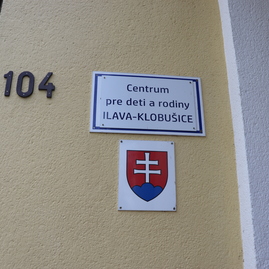 104
Centrum
pre deti a rodiny
ILAVA-KLOBUŠICE